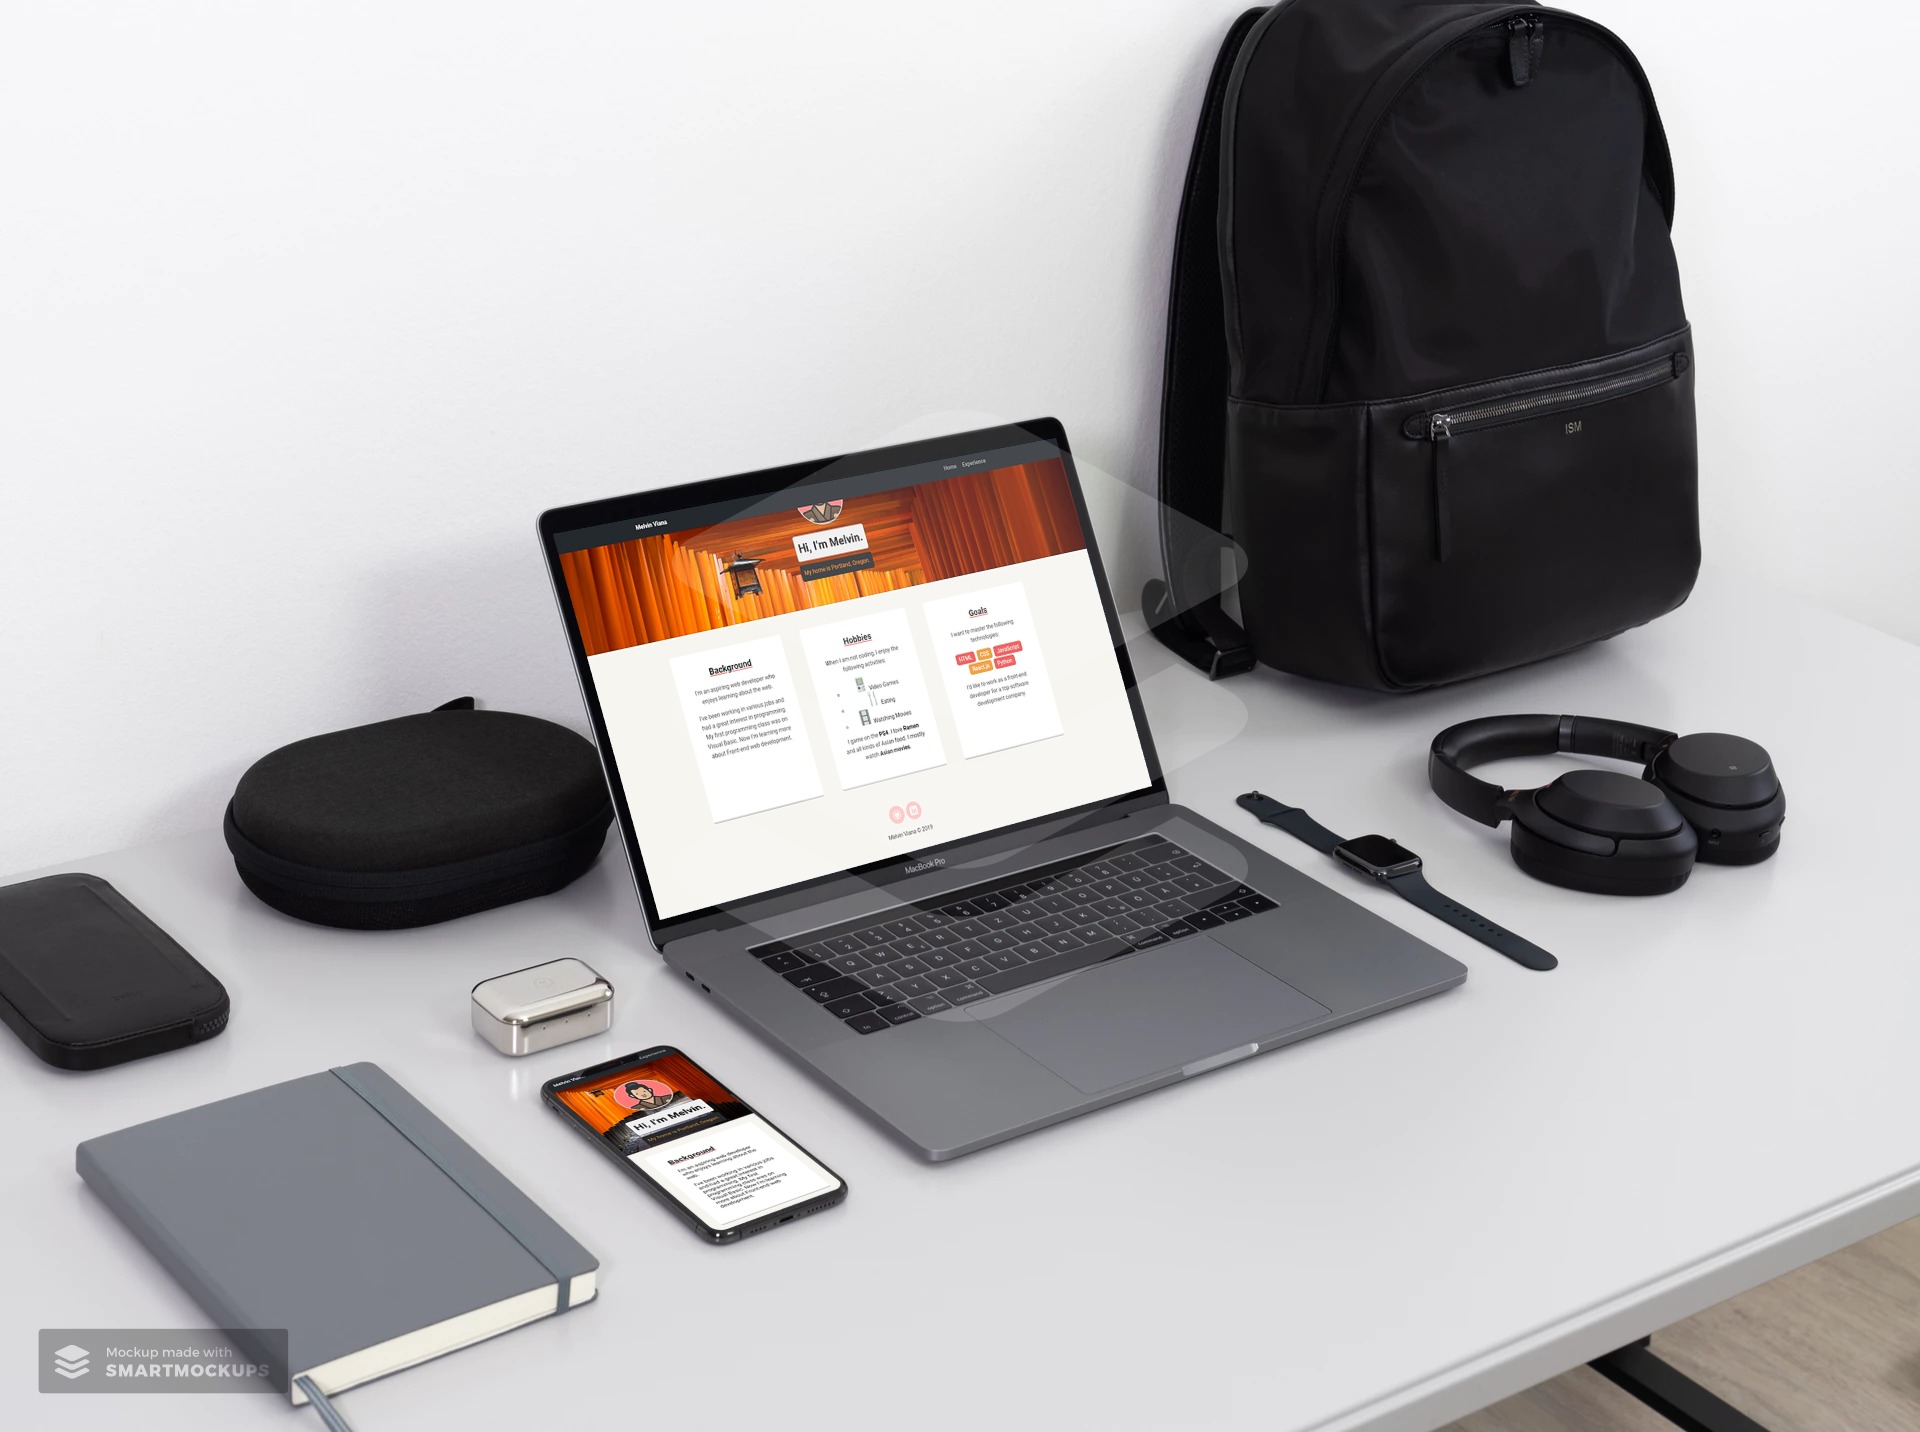 ISM
Home Experience
Melvin Viana
Hi, I'm Melvin.
My home is Portland, Oregon.
Background
I'm an aspiring web developer who
enjoys learning about the web.
I've been working in various jobs and
had a great interest in programming.
My first programming class was on
Visual Basic. Now I'm learning more
about Front-end web development.
Hobbies
When I am not coding, I enjoy the
following activities:
Video Games
Eating
Watching Movies
I game on the PS4. I love Ramen
and all kinds of Asian food. I mostly
watch Asian movies.
Goals
I want to master the following
technologies:
HTML CSS JavaScript
React.js Python
I'd like to work as a front-end
developer for a top software
development company.
Melvin Viana © 2019
MacBook Pro
Experience
Hi, I'm Melvin.
My home is Portland, Oregon.
Background
I'm an aspiring web developer
who enjoys learning about the
web.
I've been working in various jobs
and had a great interest in
programming. My first
programming class was on
Visual Basic. Now I'm learning
more about Front-end web
development.
Mockup made with
SMARTMOCKUPS